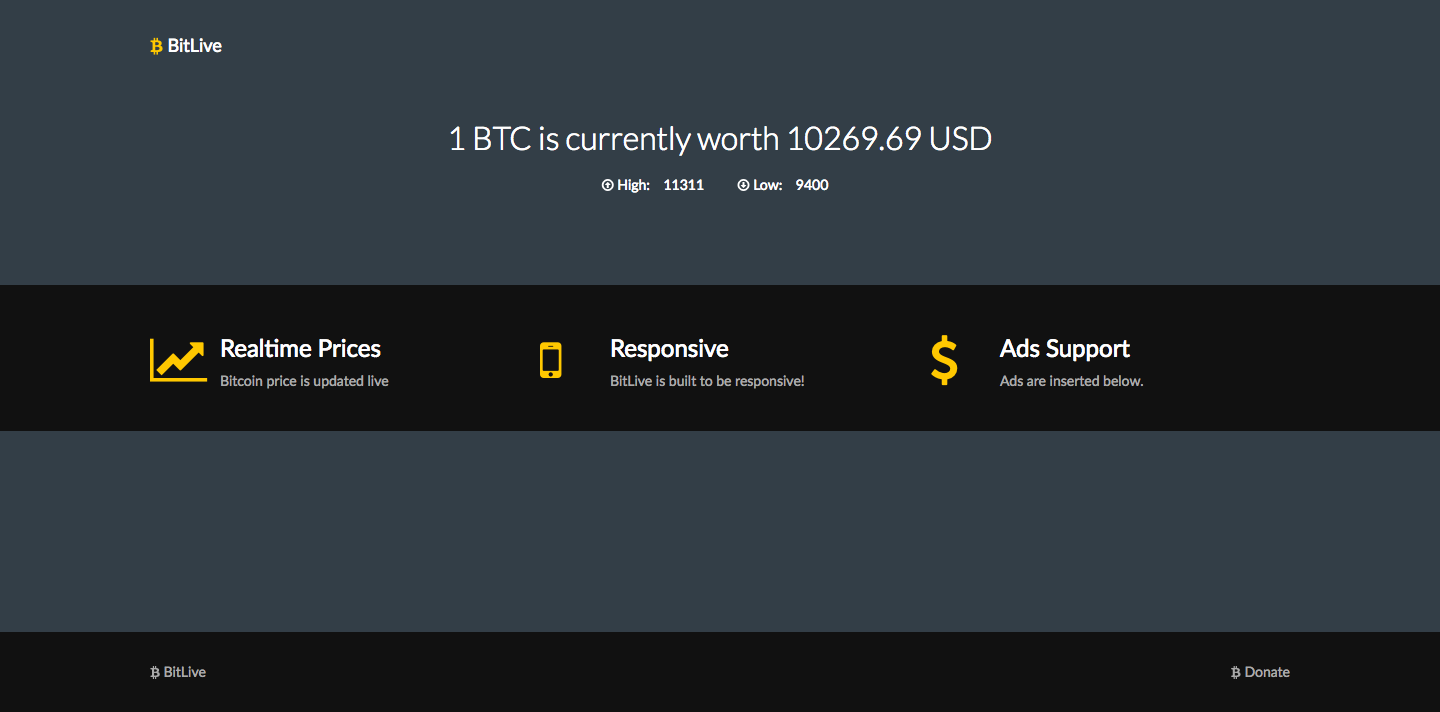 BitLive
1 BTC is currently worth 10269.69 USD
High: 11311 Low: 9400
Realtime Prices
Bitcoin price is updated live
Responsive
BitLive is built to be responsive!
Ads Support
Ads are inserted below.
BitLive
Donate